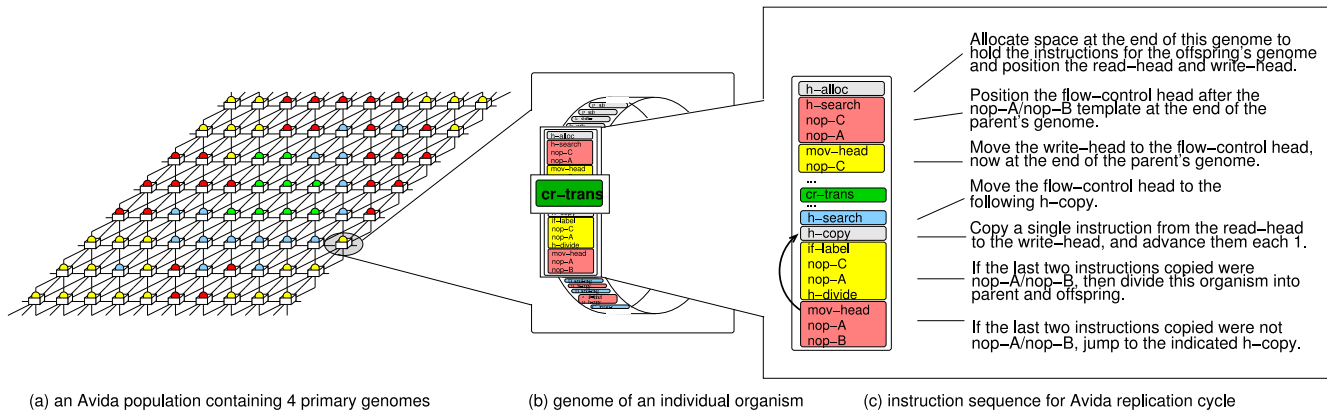 h-alloc
h-search
nop-C
nop-A
mov-head
cr-trans
if-label
nop-C
nop-A
h-divide
mov-head
nop-A
nop-B
h-alloc
h-search
nop-C
nop-A
mov-head
nop-C
...
cr-trans
...
h-search
h-copy
if-label
nop-C
nop-A
h-divide
mov-head
nop-A
nop-B
Allocate space at the end of this genome to
hold the instructions for the offspring's genome
and position the read-head and write-head.
Position the flow-control head after the
nop-A/nop-B template at the end of the
parent's genome.
Move the write-head to the flow-control head,
now at the end of the parent's genome.
Move the flow-control head to the
following h-copy.
Copy a single instruction from the read-head
to the write-head, and advance them each 1.
If the last two instructions copied were
nop-A/nop-B, then divide this organism into
parent and offspring.
If the last two instructions copied were not
nop-A/nop-B, jump to the indicated h-copy.
(a) an Avida population containing 4 primary genomes
(b) genome of an individual organism
(c) instruction sequence for Avida replication cycle